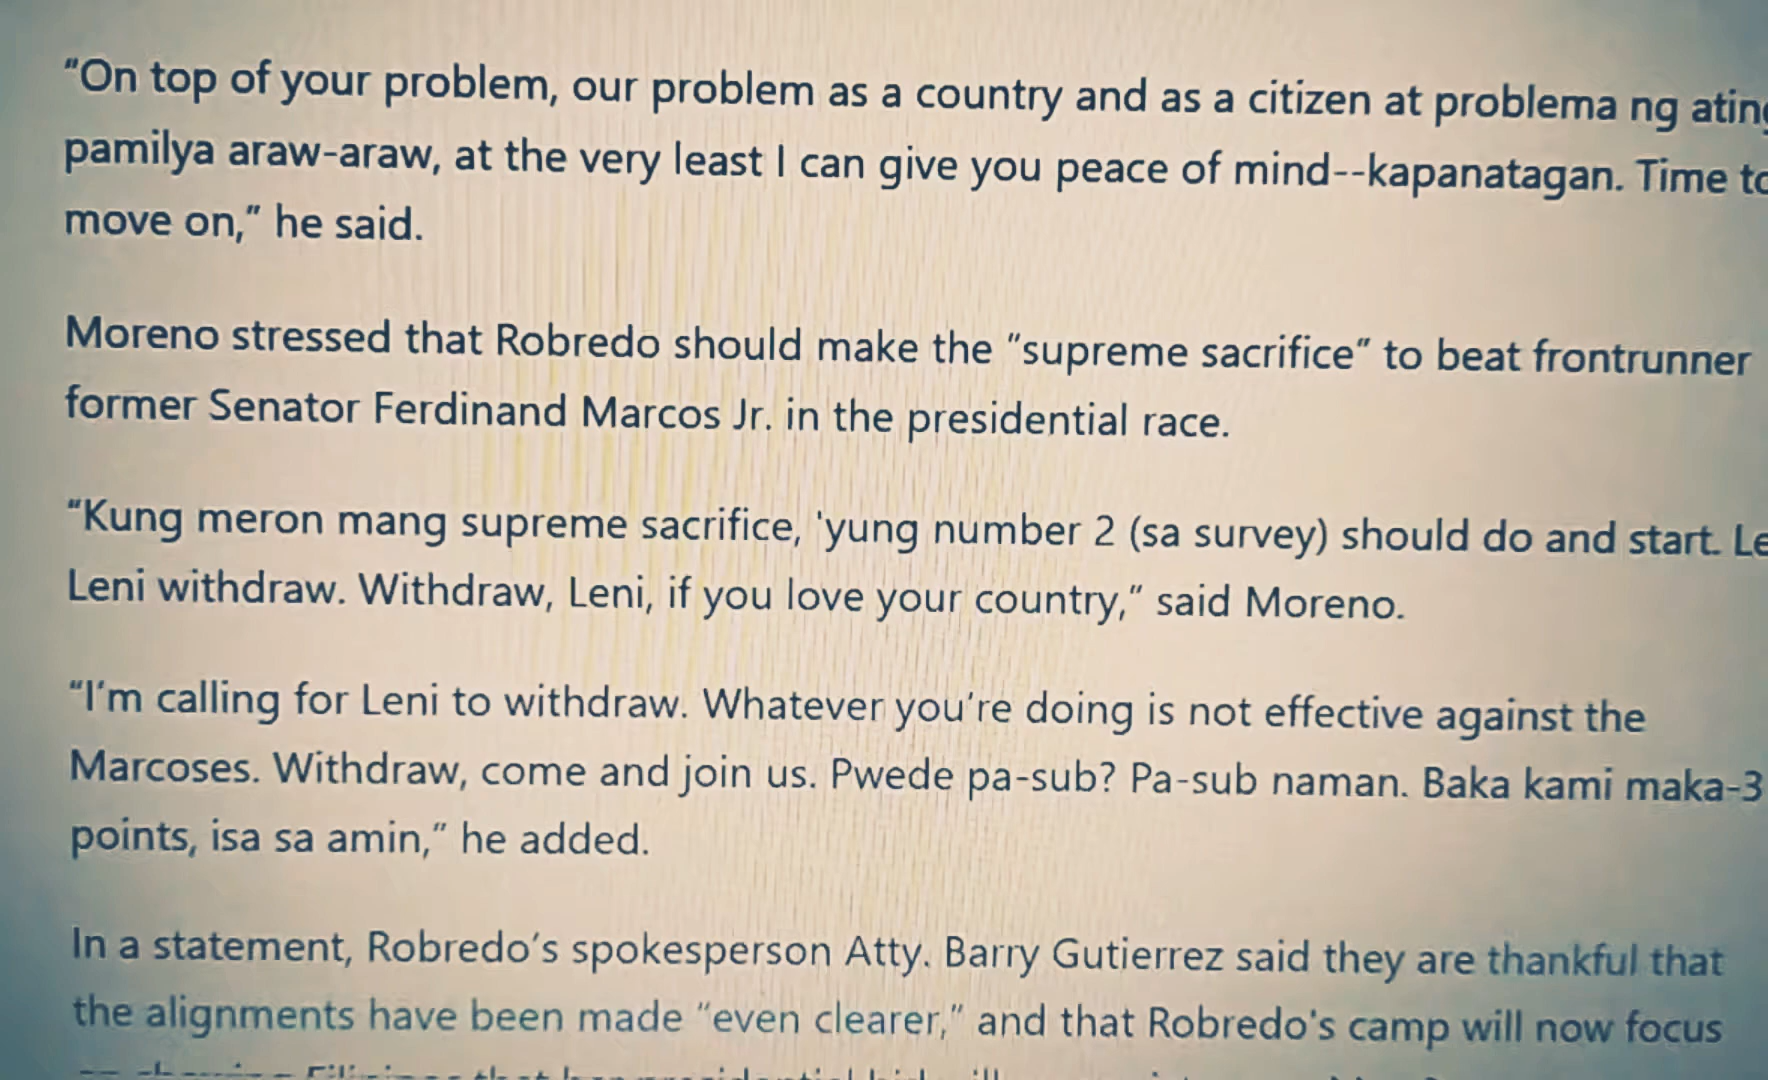 “On top of your problem, our problem as a country and as a citizen at problema ng ating
pamilya araw-araw, at the very least I can give you peace of mind--kapanatagan. Time to
move on,” he said.
Moreno stressed that Robredo should make the “supreme sacrifice” to beat frontrunner
former Senator Ferdinand Marcos Jr. in the presidential race.
“Kung meron mang supreme sacrifice, 'yung number 2 (sa survey) should do and start. Le
Leni withdraw. Withdraw, Leni, if you love your country,” said Moreno.
“I’m calling for Leni to withdraw. Whatever you’re doing is not effective against the
Marcoses. Withdraw, come and join us. Pwede pa-sub? Pa-sub naman. Baka kami maka-3
points, isa sa amin,” he added.
In a statement, Robredo’s spokesperson Atty. Barry Gutierrez said they are thankful that
the alignments have been made “even clearer,” and that Robredo's camp will now focus